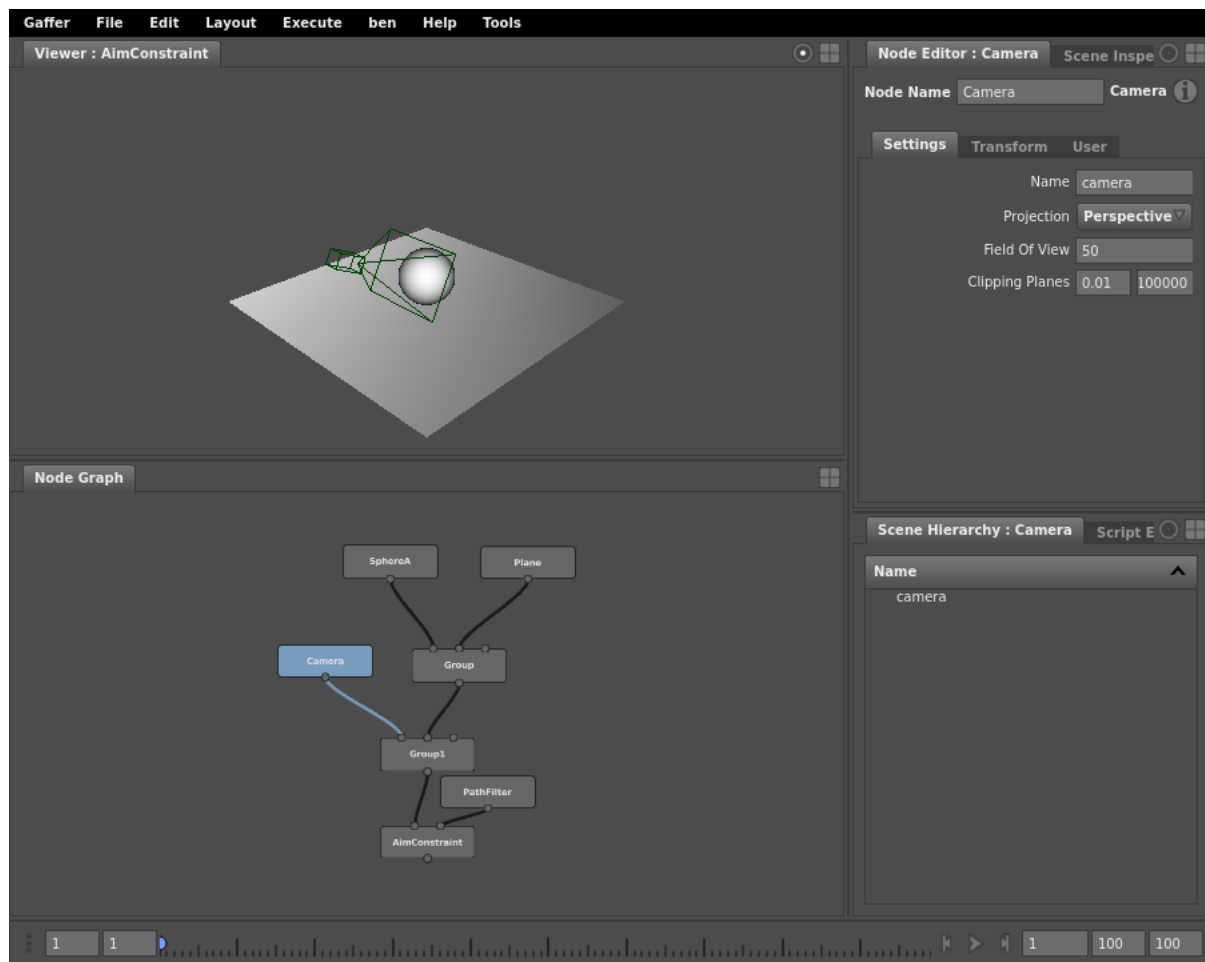 Gaffer File Edit Layout Execute ben Help Tools
Viewer : AimConstraint
Node Editor : Camera Scene Inspe
Node Name Camera Camera
Settings Transform User
Name camera
Projection Perspective
Field Of View 50
Clipping Planes 0.01 100000
Node Graph
SphereA Plane
Camera Group
Group1
PathFilter
AimConstraint
Scene Hierarchy : Camera Script E
Name
camera
1 1 1 100 100